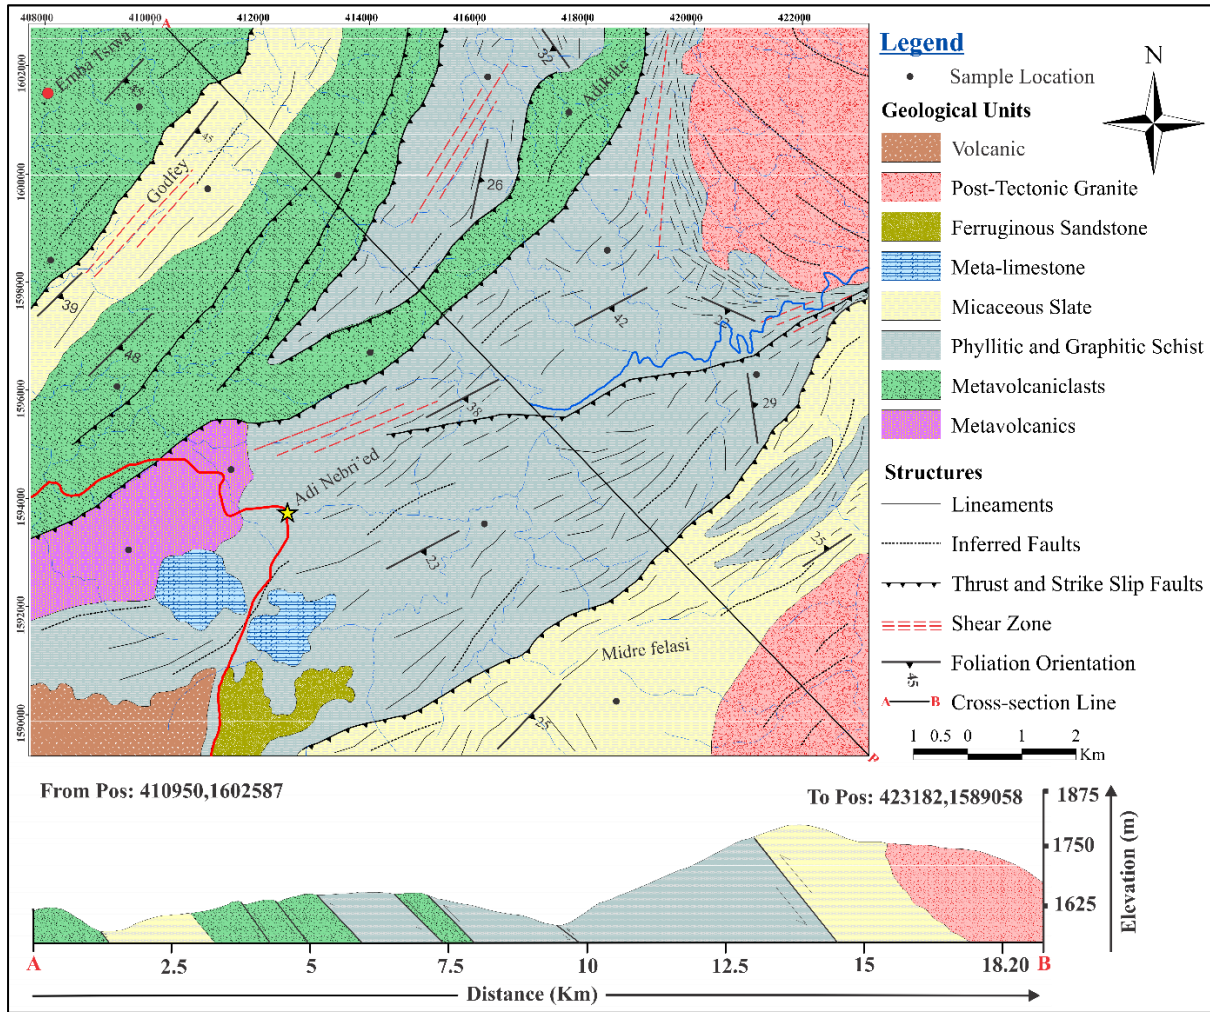 408000 410000 412000 414000 416000 418000 420000 422000
A
1602000
1600000
1598000
1596000
1594000
1592000
1590000
Emba Tsiwa
45
Godfey
45
39
48
32
Adikilte
26
42
22
38
29
Adi Nebri'ed
23
25
Midre felasi
25
B
Legend
N
Sample Location
Geological Units
Volcanic
Post-Tectonic Granite
Ferruginous Sandstone
Meta-limestone
Micaceous Slate
Phyllitic and Graphitic Schist
Metavolcaniclasts
Metavolcanics
Structures
Lineaments
Inferred Faults
Thrust and Strike Slip Faults
Shear Zone
45 Foliation Orientation
A B Cross-section Line
1 0.5 0 1 2
Km
From Pos: 410950,1602587 To Pos: 423182,1589058
1875
1750
1625
Elevation (m)
A 2.5 5 7.5 10 12.5 15 18.20 B
Distance (Km)